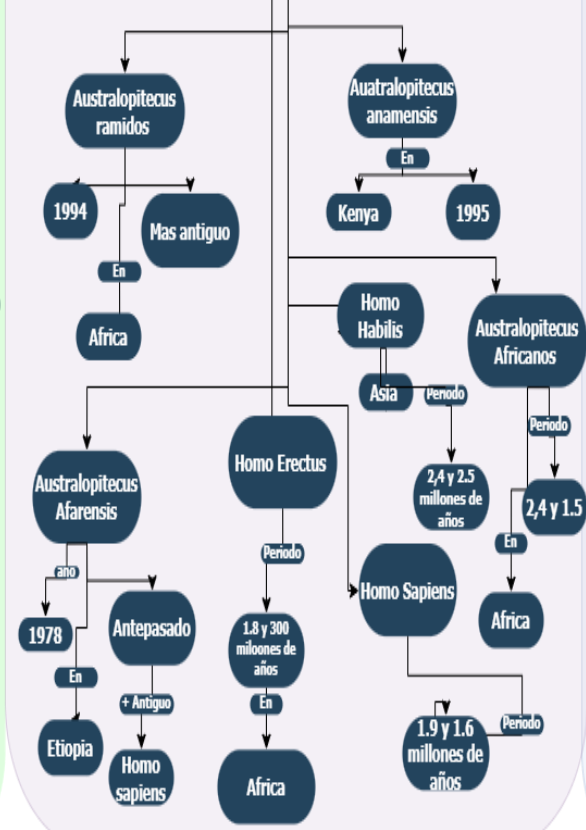 Australopitecus
ramidos
Auatralopitecus
anamensis
En
1994
Mas antiguo
Kenya
1995
En
Africa
Homo
Habilis
Australopitecus
Africanos
Asia
Periodo
Periodo
Australopitecus
Afarensis
Homo Erectus
2,4 y 2.5
millones de
años
2,4 y 1.5
En
Periodo
ano
1978
Antepasado
1.8 y 300
miloones de
años
Homo Sapiens
Africa
En
+ Antiguo
En
Etiopia
Homo
sapiens
Africa
Periodo
1.9 y 1.6
millones de
años